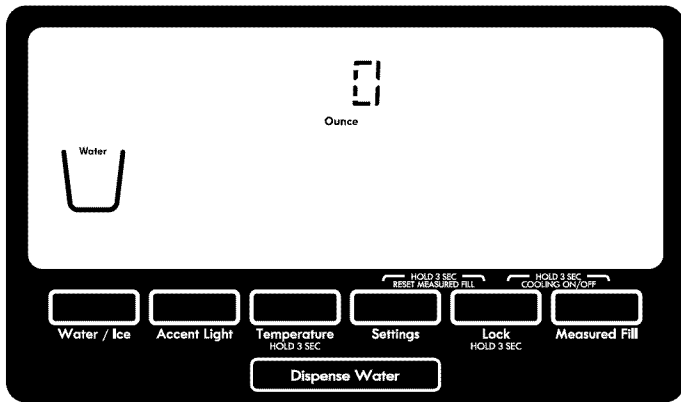 0
Ounce
Water
HOLD 3 SEC
RESET MEASURED FILL
HOLD 3 SEC
COOLING ON/OFF
Water / Ice
Accent Light
Temperature
HOLD 3 SEC
Settings
Lock
HOLD 3 SEC
Measured Fill
Dispense Water